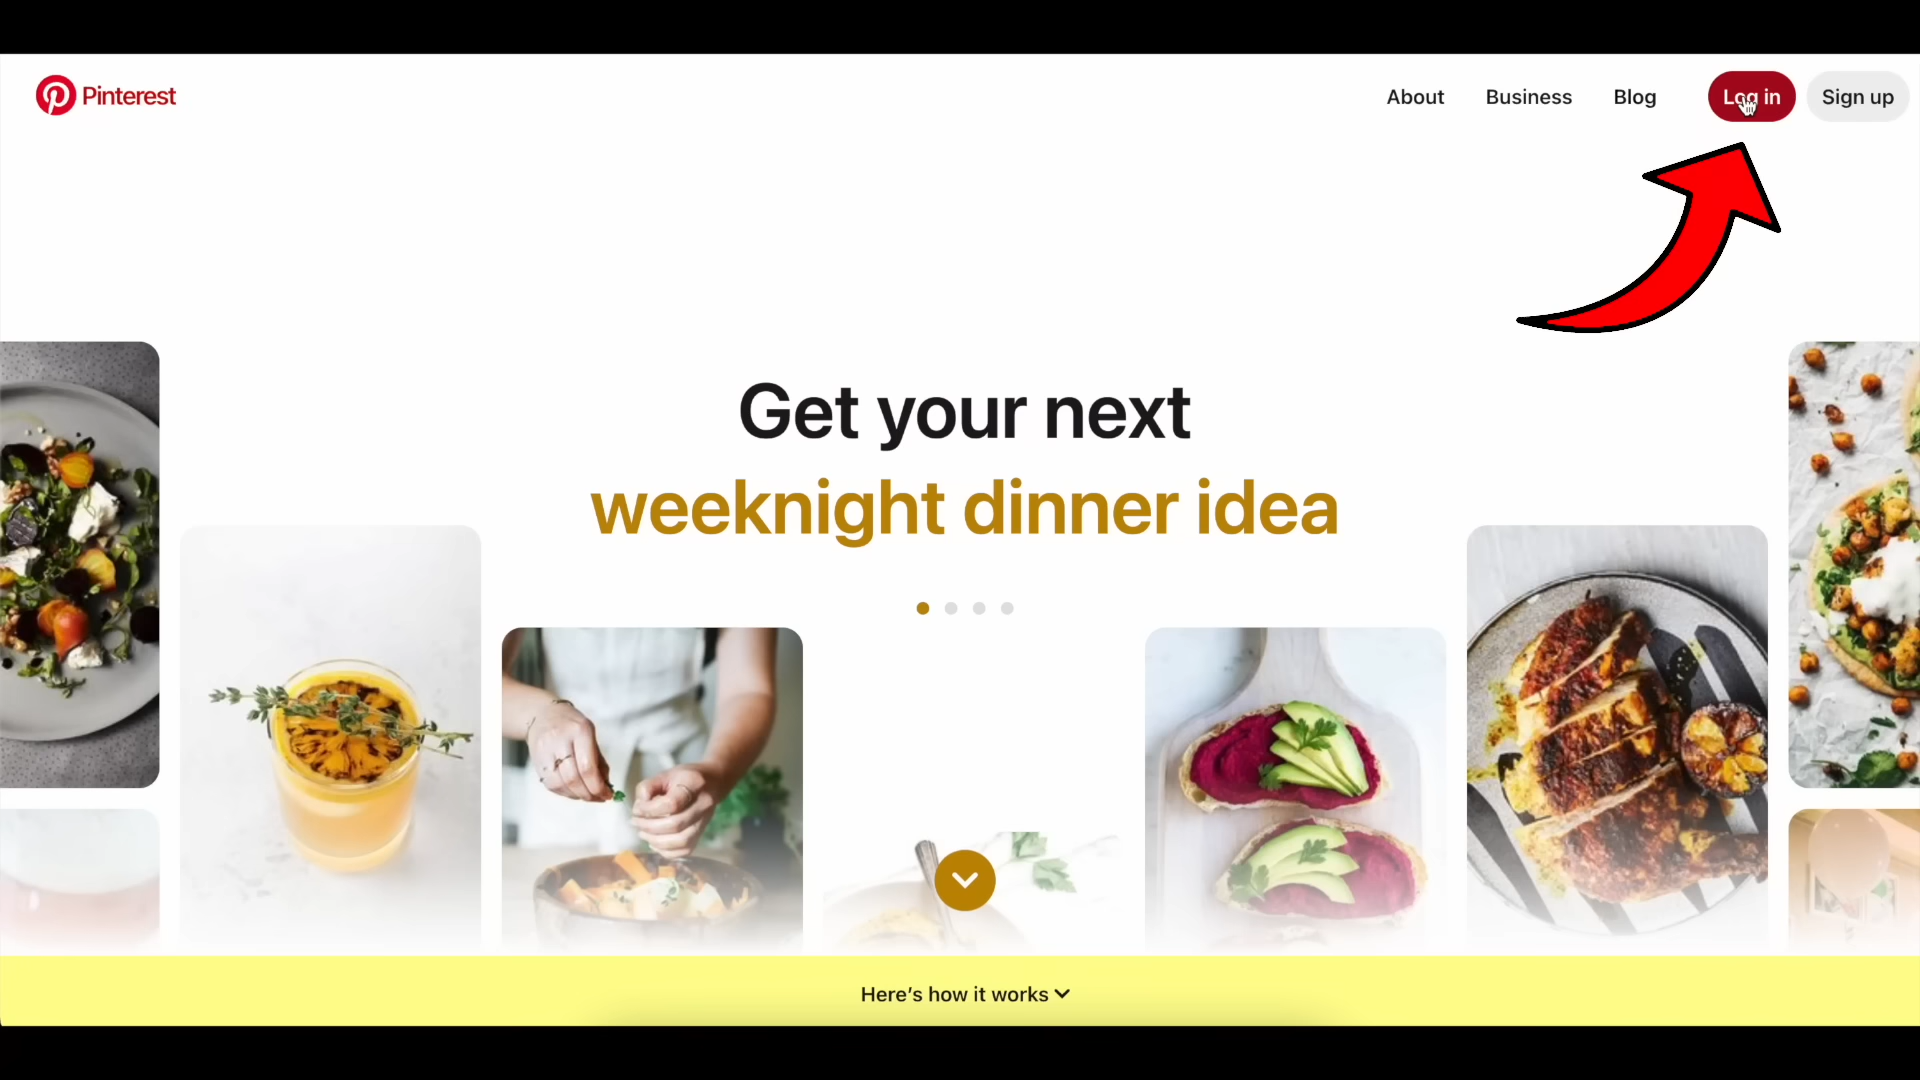 Pinterest
About Business Blog Log in Sign up
Get your next
weeknight dinner idea
Here's how it works